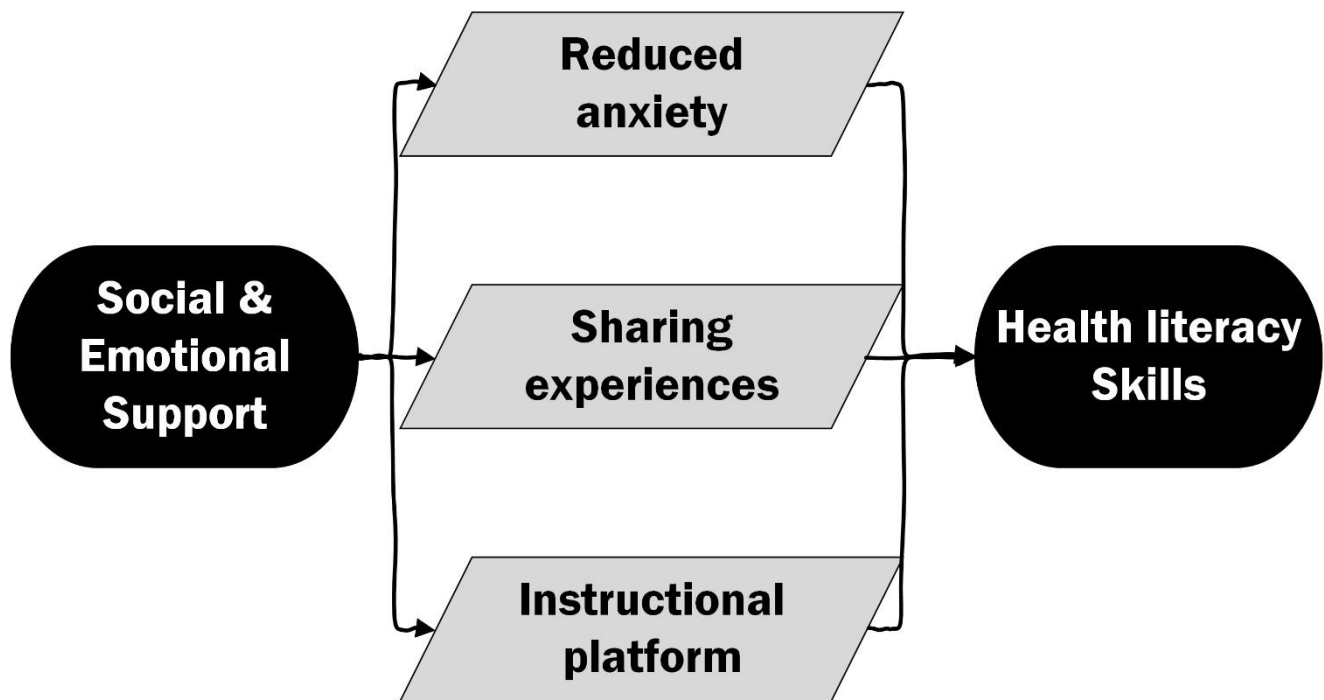 Reduced
anxiety
Social &
Emotional
Support
Sharing
experiences
Health literacy
Skills
Instructional
platform